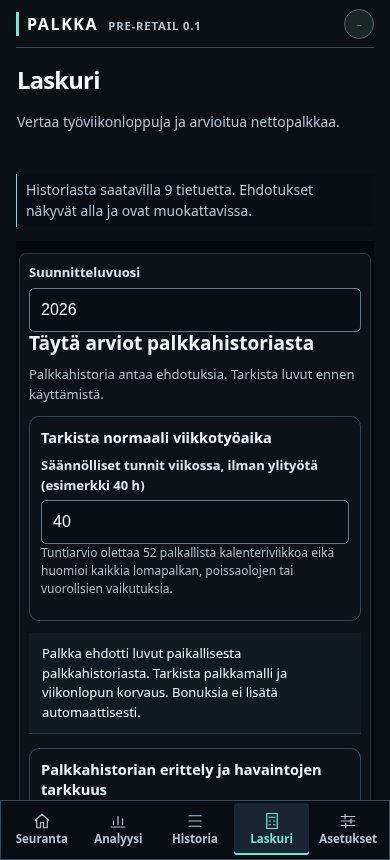 PALKKA PRE-RETAIL 0.1
–
Laskuri
Vertaa työviikonloppuja ja arvioitua nettopalkkaa.
Historiasta saatavilla 9 tietuetta. Ehdotukset
näkyvät alla ja ovat muokattavissa.
Suunnitteluvuosi
2026
Täytä arviot palkkahistoriasta
Palkkahistoria antaa ehdotuksia. Tarkista luvut ennen
käyttämistä.
Tarkista normaali viikkotyöaika
Säännölliset tunnit viikossa, ilman ylityötä
(esimerkki 40 h)
40
Tuntiarvio olettaa 52 palkallista kalenteriviikkoa eikä
huomioi kaikkia lomapalkan, poissaolojen tai
vuorolisien vaikutuksia.
Palkka ehdotti luvut paikallisesta
palkkahistoriasta. Tarkista palkkamalli ja
viikonlopun korvaus. Bonuksia ei lisätä
automaattisesti.
Palkkahistorian erittely ja havaintojen
tarkkuus
Seuranta
Analyysi
Historia
Laskuri
Asetukset